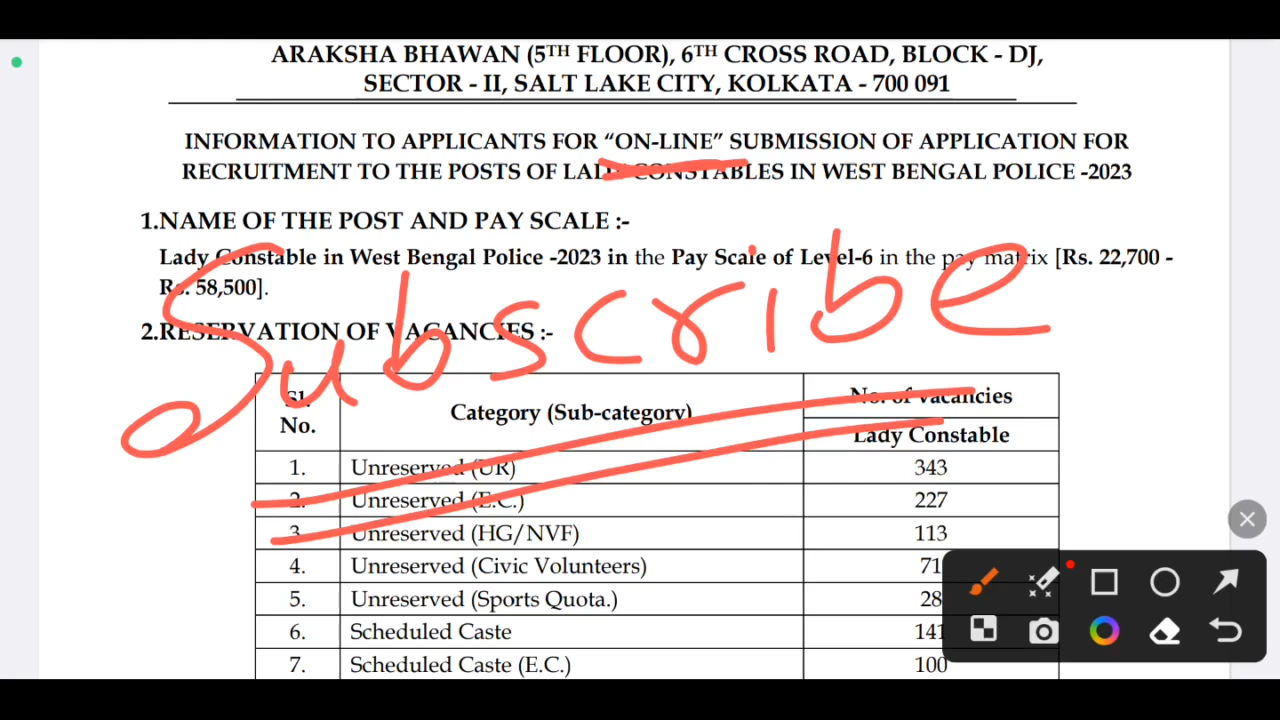 ARAKSHA BHAWAN (5TH FLOOR), 6TH CROSS ROAD, BLOCK - DJ,
SECTOR - II, SALT LAKE CITY, KOLKATA - 700 091
INFORMATION TO APPLICANTS FOR “ON-LINE” SUBMISSION OF APPLICATION FOR
RECRUITMENT TO THE POSTS OF LADY CONSTABLES IN WEST BENGAL POLICE -2023
1.NAME OF THE POST AND PAY SCALE :-
Lady Constable in West Bengal Police -2023 in the Pay Scale of Level-6 in the pay matrix [Rs. 22,700 -
Rs. 58,500].
Subscribe
2.RESERVATION OF VACANCIES :-
Sl. No. Category (Sub-category) No. of Vacancies
Lady Constable
1. Unreserved (UR) 343
2. Unreserved (E.C.) 227
3. Unreserved (HG/NVF) 113
4. Unreserved (Civic Volunteers) 71
5. Unreserved (Sports Quota.) 28
6. Scheduled Caste 141
7. Scheduled Caste (E.C.) 100